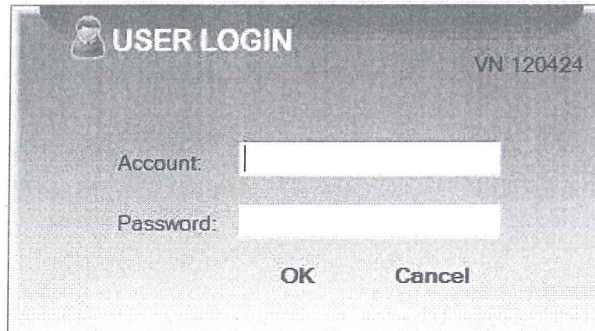 USER LOGIN
VN 120424
Account:
Password:
OK Cancel